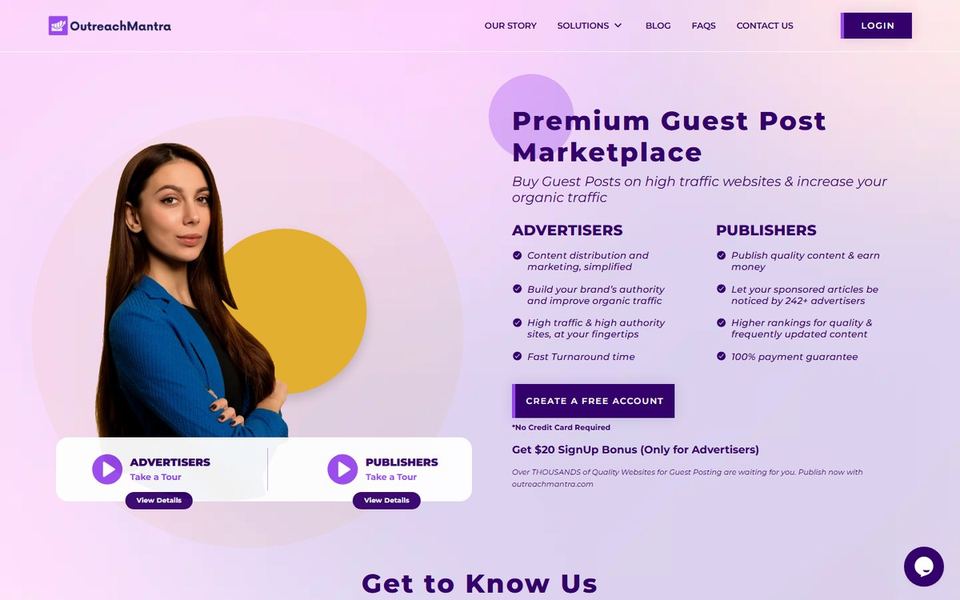 OutreachMantra
OUR STORY SOLUTIONS BLOG FAQS CONTACT US LOGIN
Premium Guest Post
Marketplace
Buy Guest Posts on high traffic websites & increase your
organic traffic
ADVERTISERS
Content distribution and
marketing, simplified
Build your brand's authority
and improve organic traffic
High traffic & high authority
sites, at your fingertips
Fast Turnaround time
PUBLISHERS
Publish quality content & earn
money
Let your sponsored articles be
noticed by 242+ advertisers
Higher rankings for quality &
frequently updated content
100% payment guarantee
CREATE A FREE ACCOUNT
*No Credit Card Required
Get $20 SignUp Bonus (Only for Advertisers)
Over THOUSANDS of Quality Websites for Guest Posting are waiting for you. Publish now with
outreachmantra.com
ADVERTISERS
Take a Tour
View Details
PUBLISHERS
Take a Tour
View Details
Get to Know Us